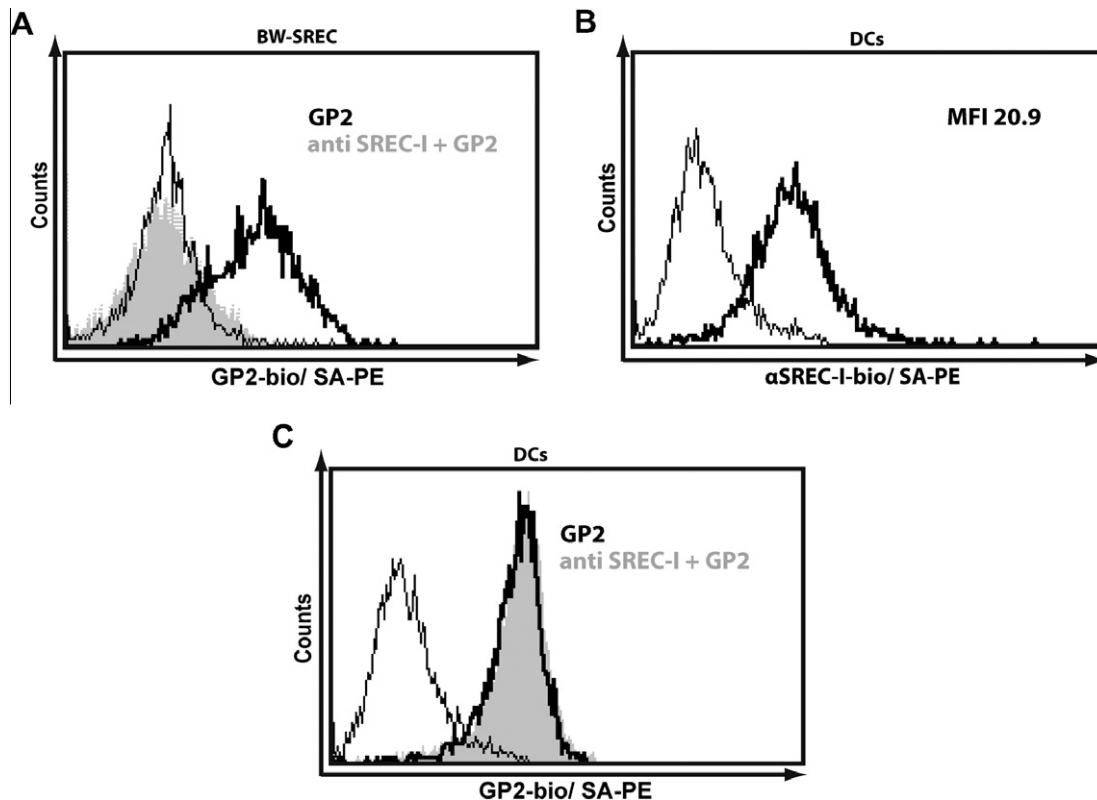 A
BW-SREC
GP2
anti SREC-I + GP2
Counts
GP2-bio/ SA-PE
B
DCs
MFI 20.9
Counts
αSREC-I-bio/ SA-PE
C
DCs
GP2
anti SREC-I + GP2
Counts
GP2-bio/ SA-PE